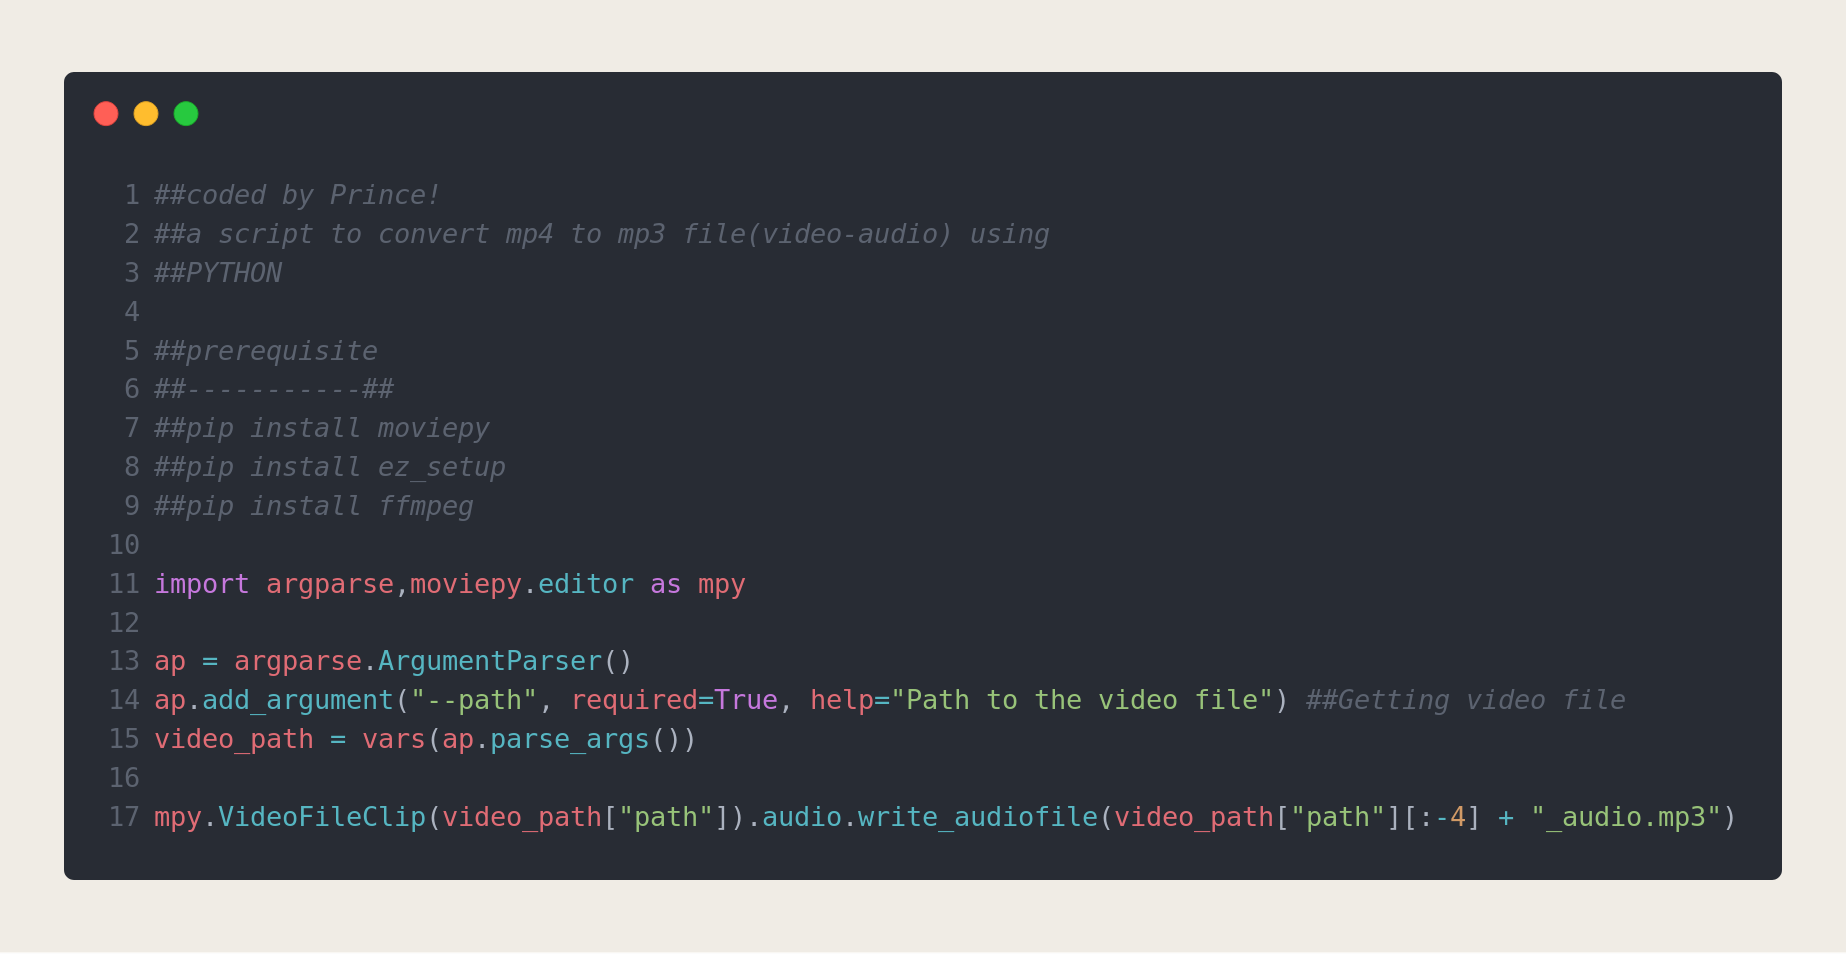 1 ##coded by Prince!
2 ##a script to convert mp4 to mp3 file(video-audio) using
3 ##PYTHON
4
5 ##prerequisite
6 ##-----------##
7 ##pip install moviepy
8 ##pip install ez_setup
9 ##pip install ffmpeg
10
11 import argparse,moviepy.editor as mpy
12
13 ap = argparse.ArgumentParser()
14 ap.add_argument("--path", required=True, help="Path to the video file") ##Getting video file
15 video_path = vars(ap.parse_args())
16
17 mpy.VideoFileClip(video_path["path"]).audio.write_audiofile(video_path["path"][:-4] + "_audio.mp3")